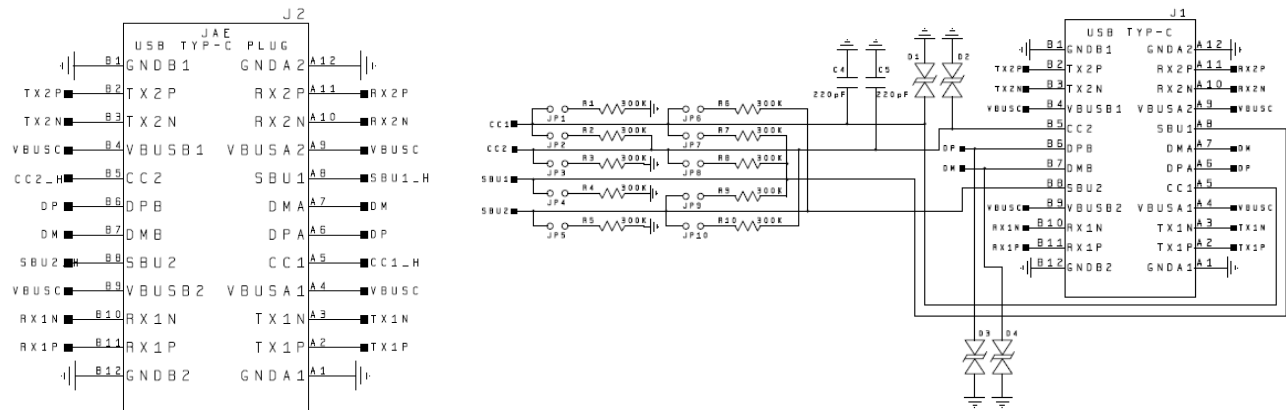 J2
JAE
USB TYP-C PLUG
B1 GNDB1 GNDA2 A12
TX2P B2 TX2P RX2P A11 RX2P
TX2N B3 TX2N RX2N A10 RX2N
VBUSC B4 VBUSB1 VBUSA2 A9 VBUSC
CC2_H B5 CC2 SBU1 A8 SBU1_H
DP B6 DPB DMA A7 DM
DM B7 DMB DPA A6 DP
SBU2_H B8 SBU2 CC1 A5 CC1_H
VBUSC B9 VBUSB2 VBUSA1 A4 VBUSC
RX1N B10 RX1N TX1N A3 TX1N
RX1P B11 RX1P TX1P A2 TX1P
B12 GNDB2 GNDA1 A1
C4 C5 D1 D2
220pF 220pF
R1 300K R6 300K
JP1 JP6
CC1
R2 300K R7 300K
JP2 JP7
CC2
R3 300K R8 300K
JP3 JP8
SBU1
R4 300K R9 300K
JP4 JP9
SBU2
R5 300K R10 300K
JP5 JP10
J1
USB TYP-C
B1 GNDB1 GNDA2 A12
TX2P B2 TX2P RX2P A11 RX2P
TX2N B3 TX2N RX2N A10 RX2N
VBUSC B4 VBUSB1 VBUSA2 A9 VBUSC
B5 CC2 SBU1 A8
DP B6 DPB DMA A7 DM
DM B7 DMB DPA A6 DP
B8 SBU2 CC1 A5
VBUSC B9 VBUSB2 VBUSA1 A4 VBUSC
RX1N B10 RX1N TX1N A3 TX1N
RX1P B11 RX1P TX1P A2 TX1P
B12 GNDB2 GNDA1 A1
D3 D4